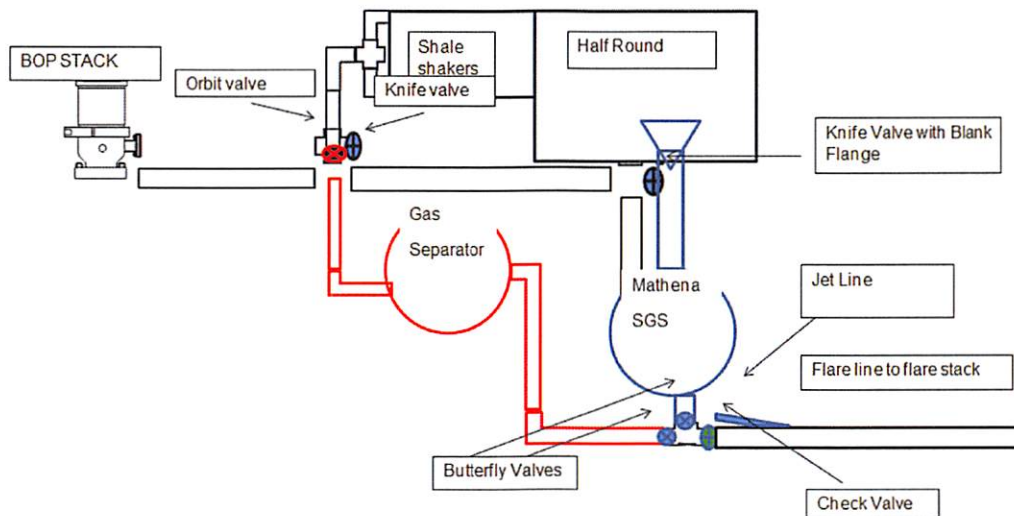 BOP STACK
Orbit valve
Shale
shakers
Knife valve
Half Round
Knife Valve with Blank
Flange
Gas
Separator
Mathena
SGS
Jet Line
Flare line to flare stack
Butterfly Valves
Check Valve